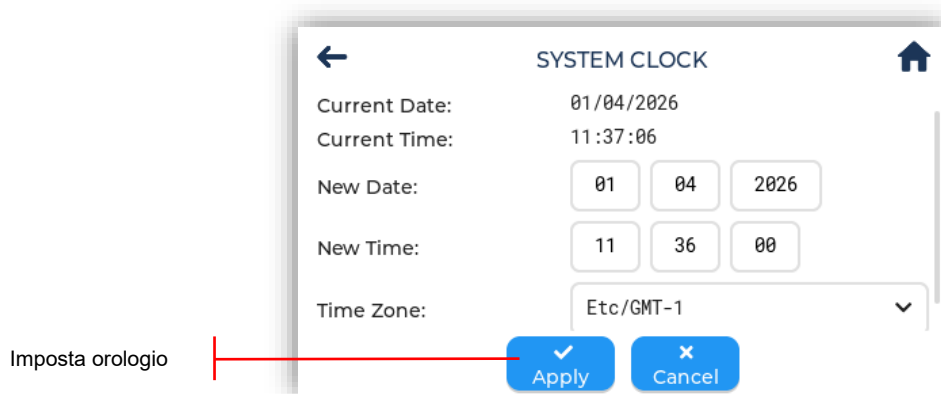 SYSTEM CLOCK
Current Date: 01/04/2026
Current Time: 11:37:06
New Date: 01 04 2026
New Time: 11 36 00
Time Zone: Etc/GMT-1
Imposta orologio
Apply Cancel